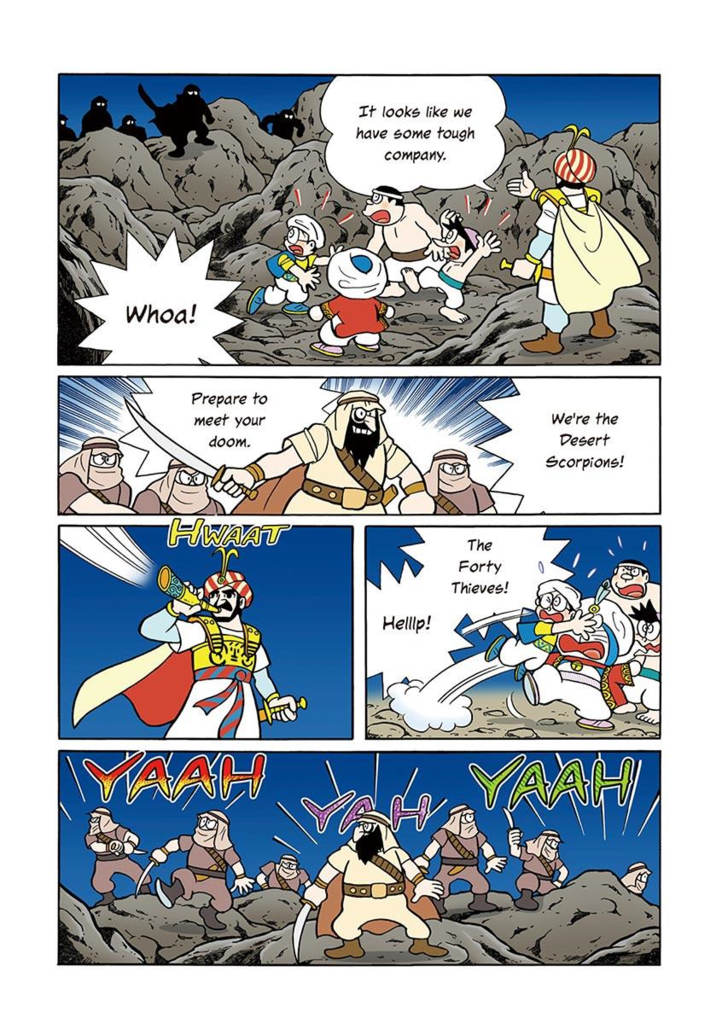 It looks like we
have some tough
company.
Whoa!
Prepare to
meet your
doom.
We're the
Desert
Scorpions!
HWAAT
The
Forty
Thieves!
Helllp!
YAAH
YAH
YAAH